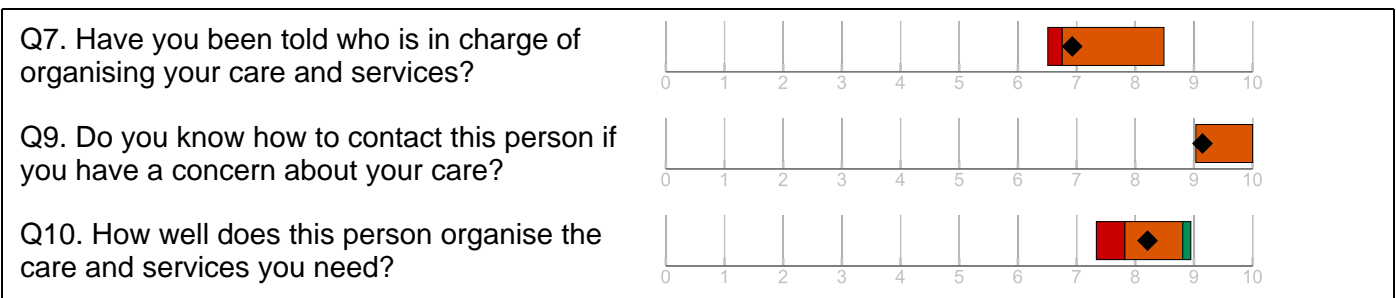 Q7. Have you been told who is in charge of
organising your care and services?
0 1 2 3 4 5 6 7 8 9 10
Q9. Do you know how to contact this person if
you have a concern about your care?
0 1 2 3 4 5 6 7 8 9 10
Q10. How well does this person organise the
care and services you need?
0 1 2 3 4 5 6 7 8 9 10